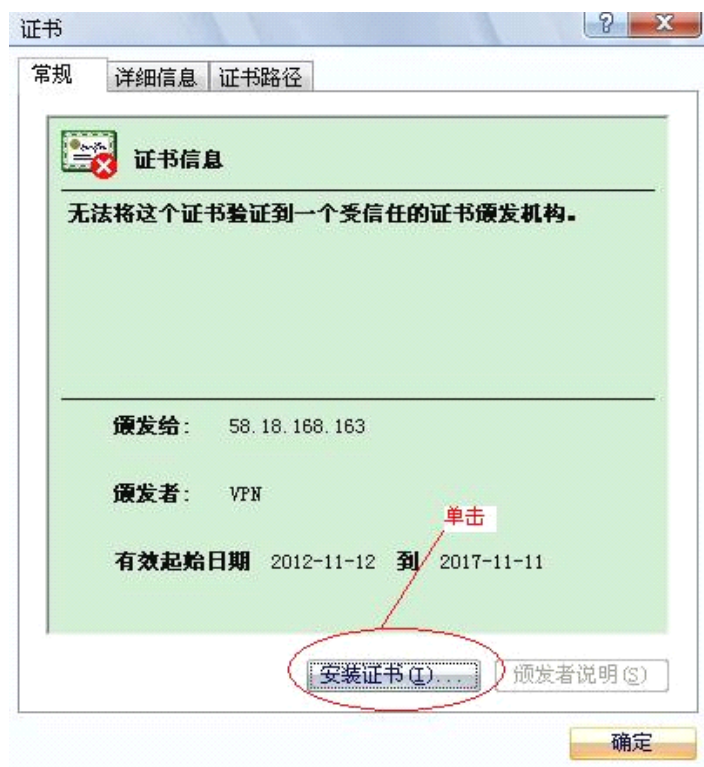 证书
常规 详细信息 证书路径
证书信息
无法将这个证书验证到一个受信任的证书颁发机构。
颁发给: 58.18.168.163
颁发者: VPN
单击
有效起始日期 2012-11-12 到 2017-11-11
安装证书(I)... 颁发者说明(S)
确定